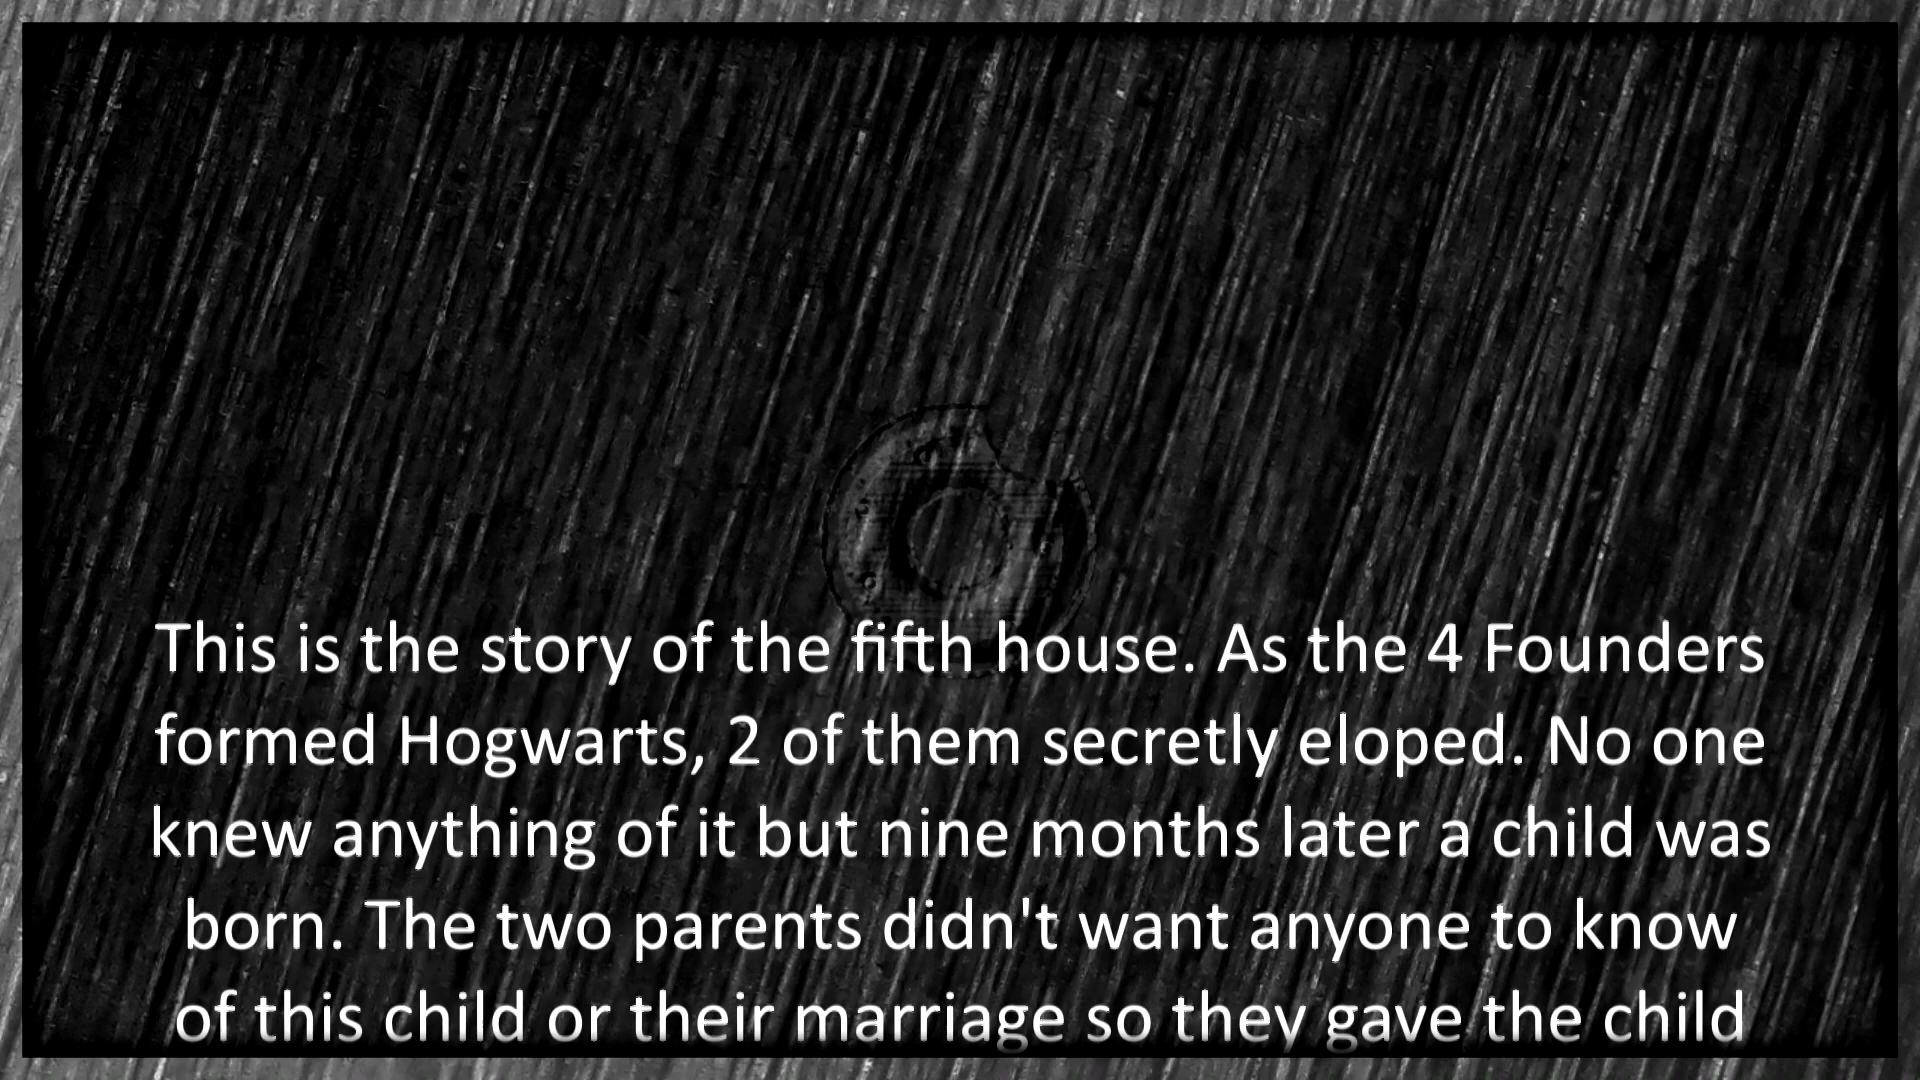 This is the story of the fifth house. As the 4 Founders
formed Hogwarts, 2 of them secretly eloped. No one
knew anything of it but nine months later a child was
born. The two parents didn't want anyone to know
of this child or their marriage so they gave the child